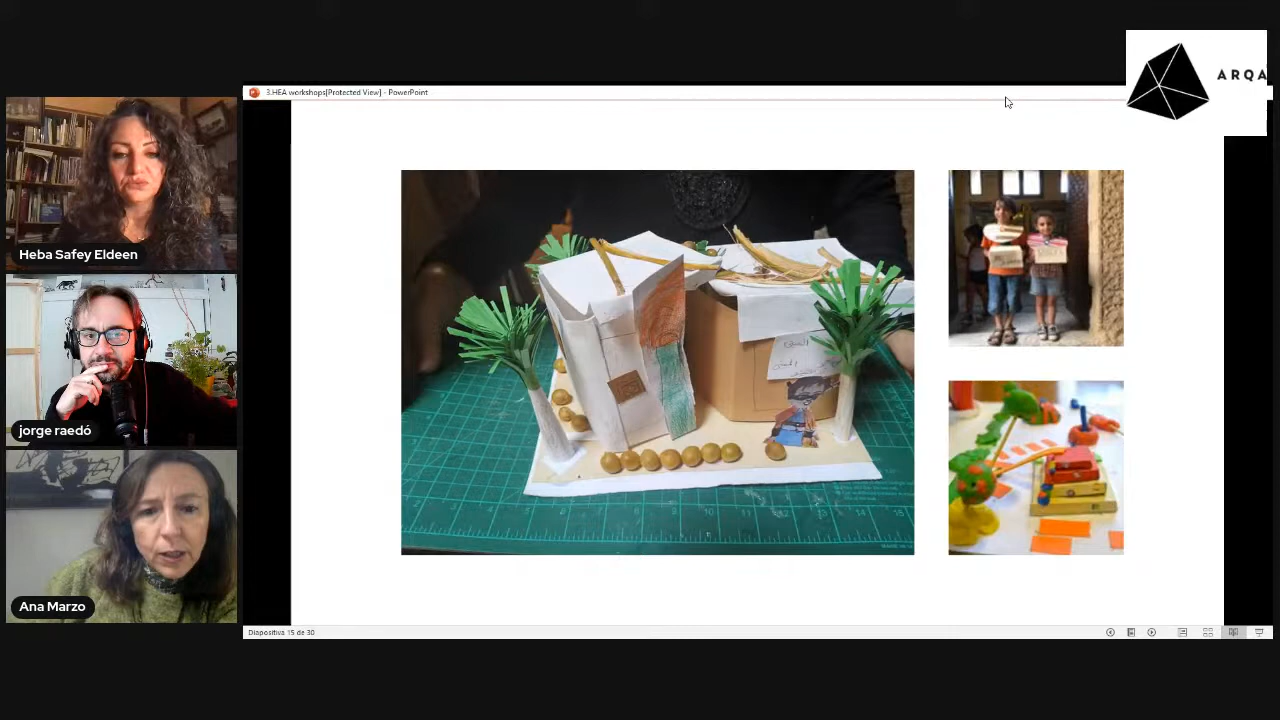 ARQA
3.HEA workshops[Protected View] - PowerPoint
Heba Safey Eldeen
jorge raedó
Ana Marzo
Diapositiva 15 de 30